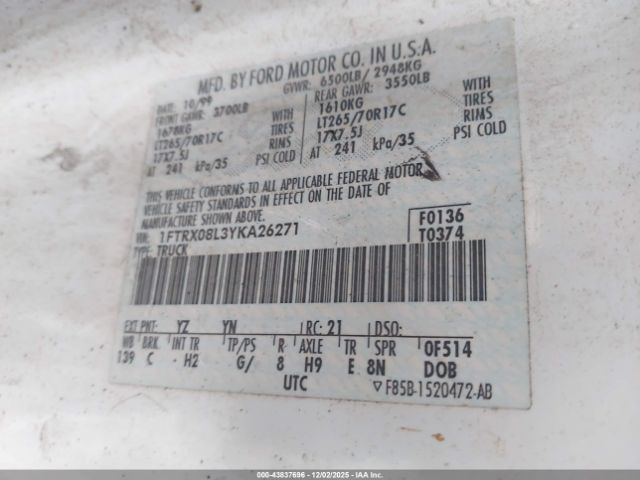 MFD. BY FORD MOTOR CO. IN U.S.A.
DATE: 10/99 GVWR: 6500LB/ 2948KG
FRONT GAWR: 3700LB REAR GAWR: 3550LB
1678KG WITH 1610KG WITH
LT265/70R17C TIRES LT265/70R17C TIRES
17X7.5J RIMS 17X7.5J RIMS
AT 241 kPa/35 PSI COLD AT 241 kPa/35 PSI COLD
THIS VEHICLE CONFORMS TO ALL APPLICABLE FEDERAL MOTOR
VEHICLE SAFETY STANDARDS IN EFFECT ON THE DATE OF
MANUFACTURE SHOWN ABOVE.
VIN: 1FTRX08L3YKA26271 F0136
TYPE: TRUCK T0374
EXT PNT: YZ YN RC: 21 DSO:
WB BRK INT TR TP/PS R AXLE TR SPR 0F514
139 C H2 G/ 8 H9 E 8N DOB
UTC ▽ F85B-1520472-AB
00-43837696 - 12/02/2025 - IAA Inc.